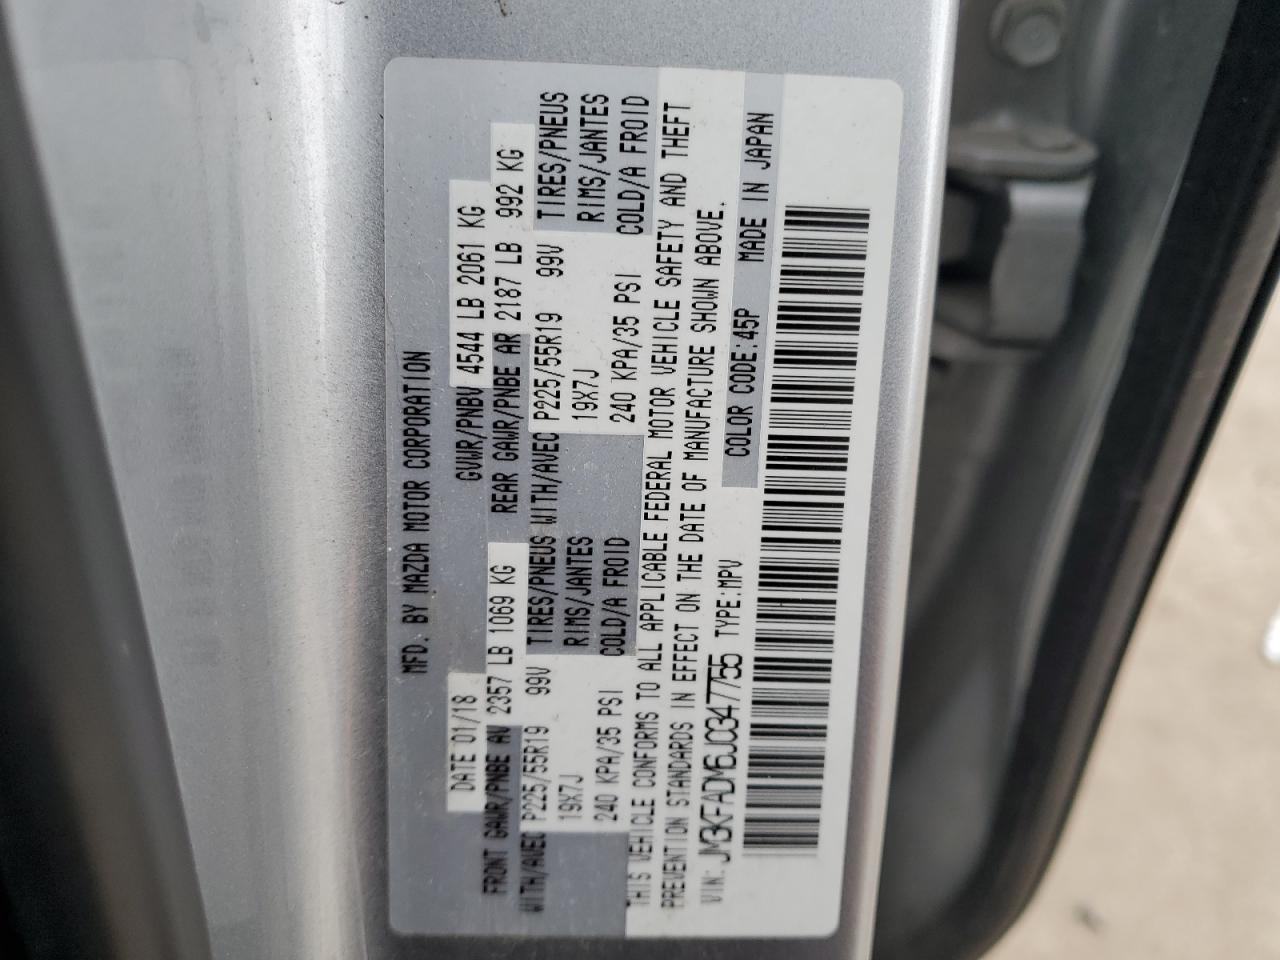 MFD. BY MAZDA MOTOR CORPORATION
DATE 01/18 GVWR/PNBV 4544 LB 2061 KG
FRONT GAWR/PNBE AV 2357 LB 1069 KG REAR GAWR/PNBE AR 2187 LB 992 KG
WITH/AVEC P225/55R19 99V TIRES/PNEUS WITH/AVEC P225/55R19 99V TIRES/PNEUS
19X7J RIMS/JANTES 19X7J RIMS/JANTES
240 KPA/35 PSI COLD/A FROID 240 KPA/35 PSI COLD/A FROID
THIS VEHICLE CONFORMS TO ALL APPLICABLE FEDERAL MOTOR VEHICLE SAFETY AND THEFT
PREVENTION STANDARDS IN EFFECT ON THE DATE OF MANUFACTURE SHOWN ABOVE.
VIN: JM3KFADM6J0347755 TYPE:MPV COLOR CODE:45P MADE IN JAPAN